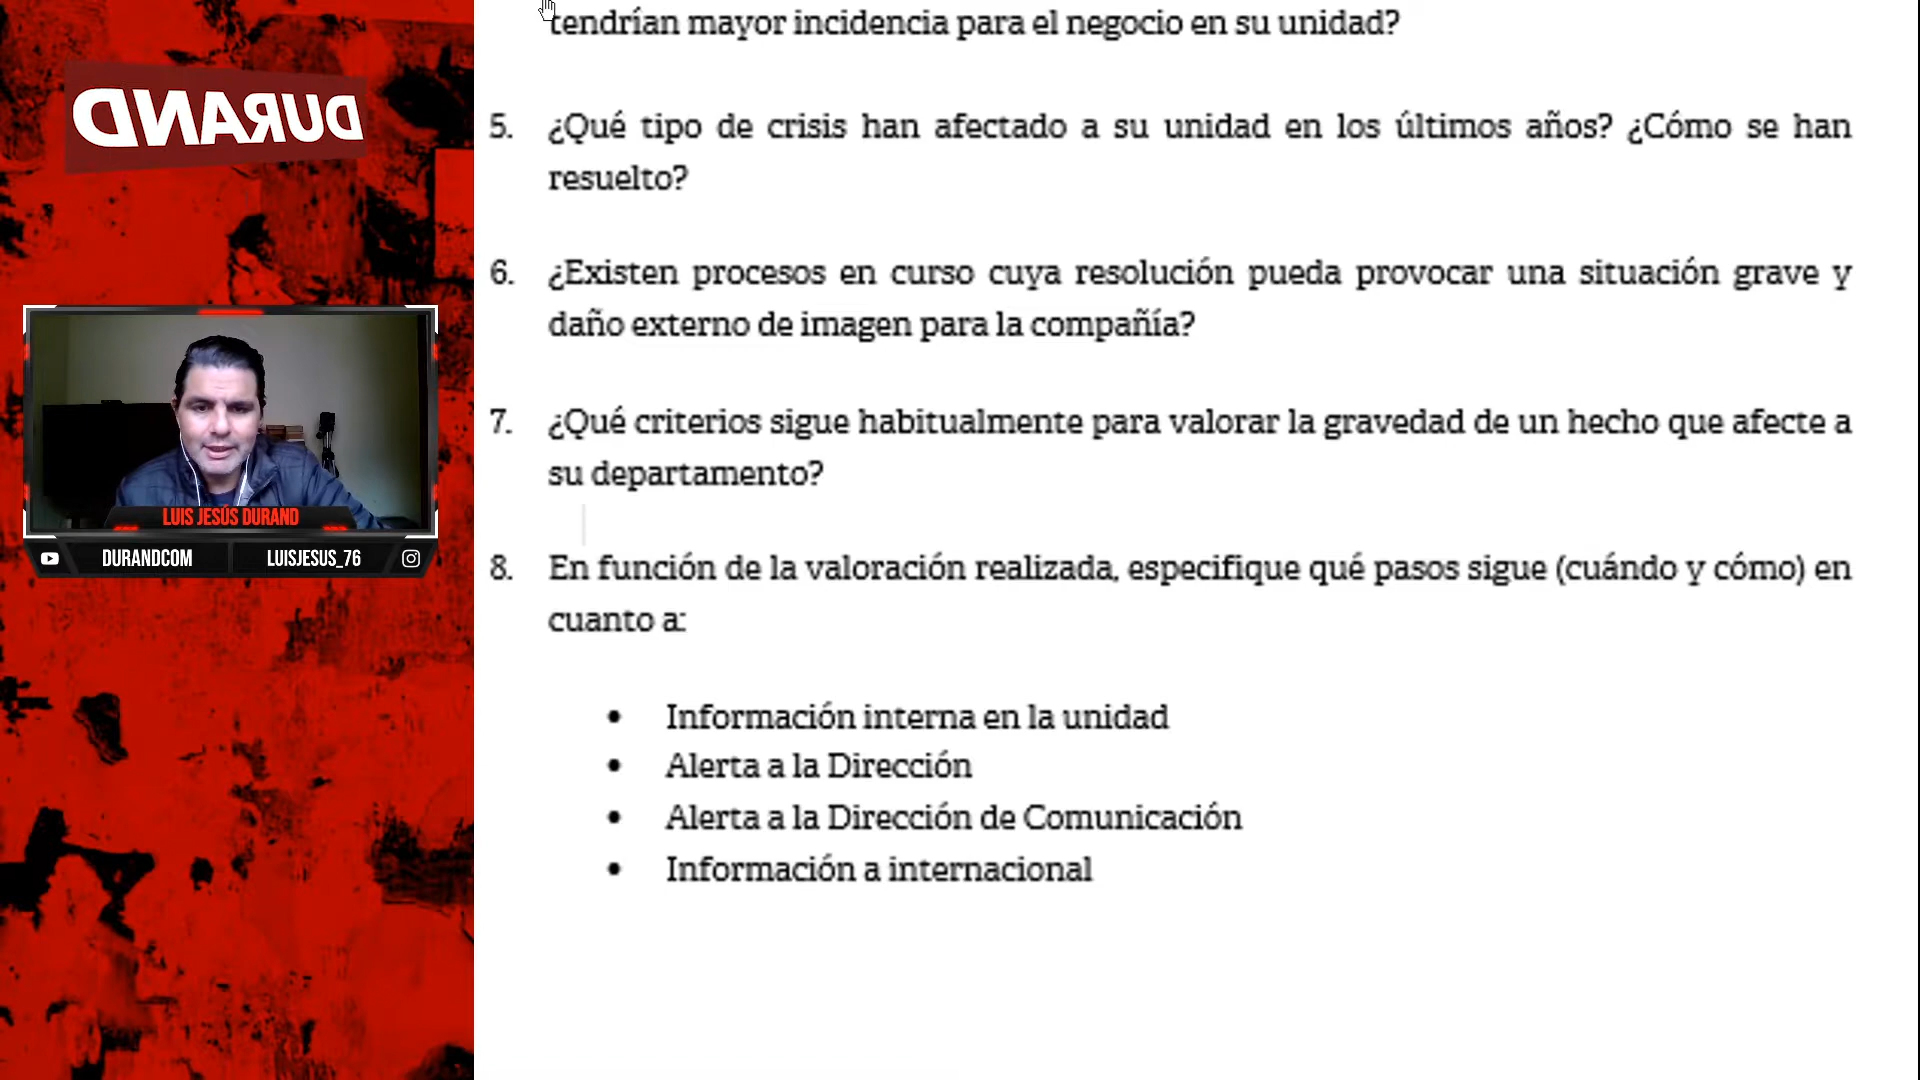 DURAND
LUIS JESÚS DURAND
DURANDCOM
LUISJESUS_76
tendrían mayor incidencia para el negocio en su unidad?
5. ¿Qué tipo de crisis han afectado a su unidad en los últimos años? ¿Cómo se han
resuelto?
6. ¿Existen procesos en curso cuya resolución pueda provocar una situación grave y
daño externo de imagen para la compañía?
7. ¿Qué criterios sigue habitualmente para valorar la gravedad de un hecho que afecte a
su departamento?
8. En función de la valoración realizada, especifique qué pasos sigue (cuándo y cómo) en
cuanto a:
• Información interna en la unidad
• Alerta a la Dirección
• Alerta a la Dirección de Comunicación
• Información a internacional